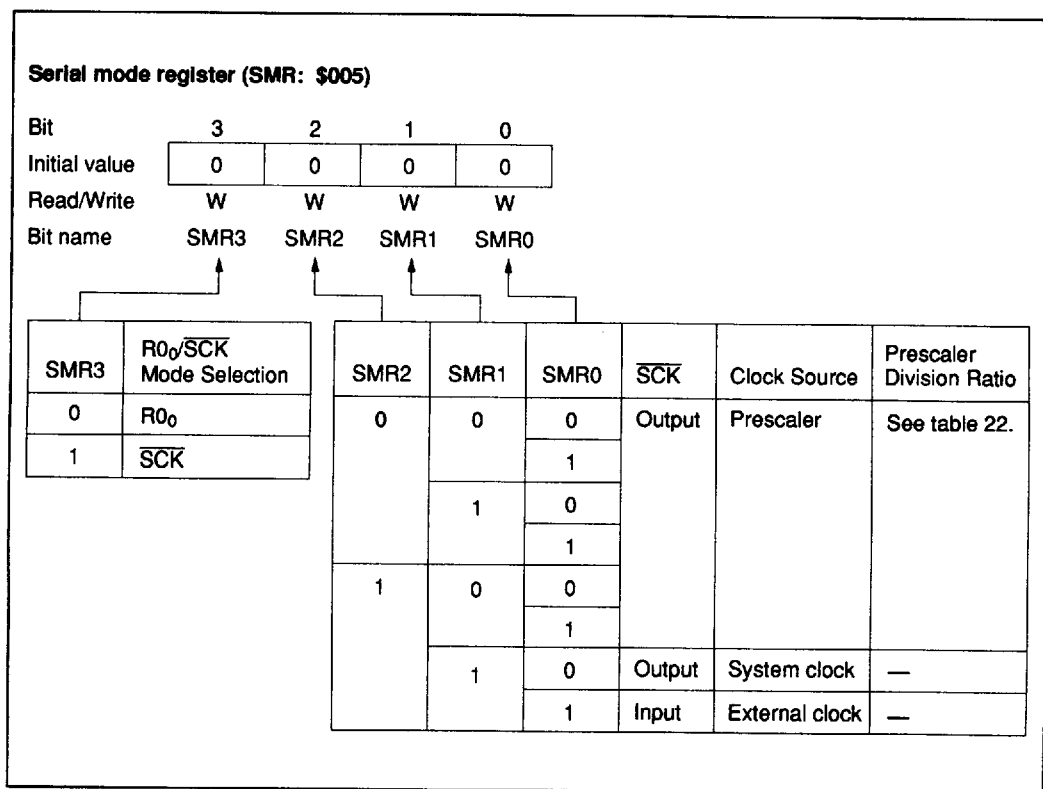 Serial mode register (SMR: $005)
Bit 3 2 1 0
Initial value 0 0 0 0
Read/Write W W W W
Bit name SMR3 SMR2 SMR1 SMR0
SMR3 R0₀/S̅C̅K̅ Mode Selection
0 R0₀
1 S̅C̅K̅
SMR2 SMR1 SMR0 S̅C̅K̅ Clock Source Prescaler Division Ratio
0 0 0 Output Prescaler See table 22.
1
1 0
1
1 0 0
1
1 0 Output System clock —
1 Input External clock —